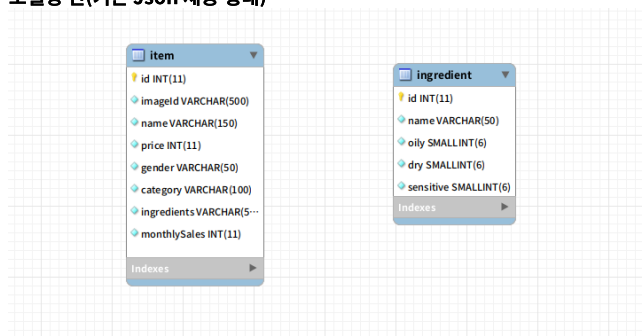 item
id INT(11)
imageId VARCHAR(500)
name VARCHAR(150)
price INT(11)
gender VARCHAR(50)
category VARCHAR(100)
ingredients VARCHAR(5···
monthlySales INT(11)
Indexes
ingredient
id INT(11)
name VARCHAR(50)
oily SMALLINT(6)
dry SMALLINT(6)
sensitive SMALLINT(6)
Indexes